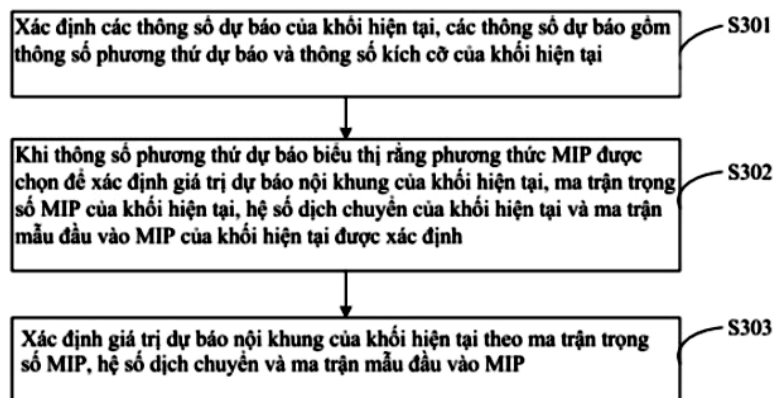 Xác định các thông số dự báo của khối hiện tại, các thông số dự báo gồm
thông số phương thứ dự báo và thông số kích cỡ của khối hiện tại
S301
Khi thông số phương thứ dự báo biểu thị rằng phương thức MIP được
chọn để xác định giá trị dự báo nội khung của khối hiện tại, ma trận trọng
số MIP của khối hiện tại, hệ số dịch chuyển của khối hiện tại và ma trận
mẫu đầu vào MIP của khối hiện tại được xác định
S302
Xác định giá trị dự báo nội khung của khối hiện tại theo ma trận trọng
số MIP, hệ số dịch chuyển và ma trận mẫu đầu vào MIP
S303